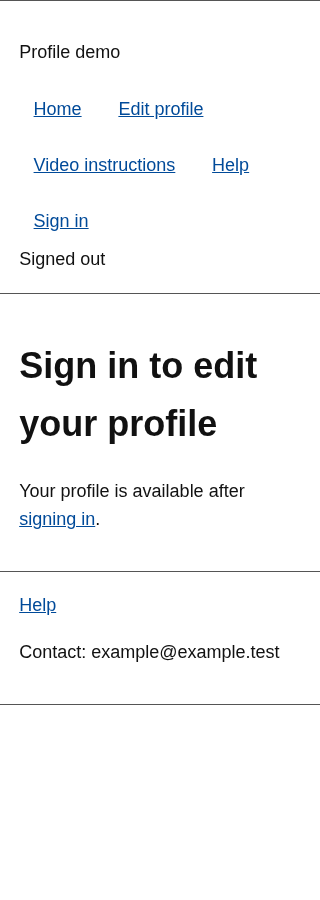 Profile demo
Home Edit profile
Video instructions Help
Sign in
Signed out
Sign in to edit
your profile
Your profile is available after
signing in.
Help
Contact: example@example.test